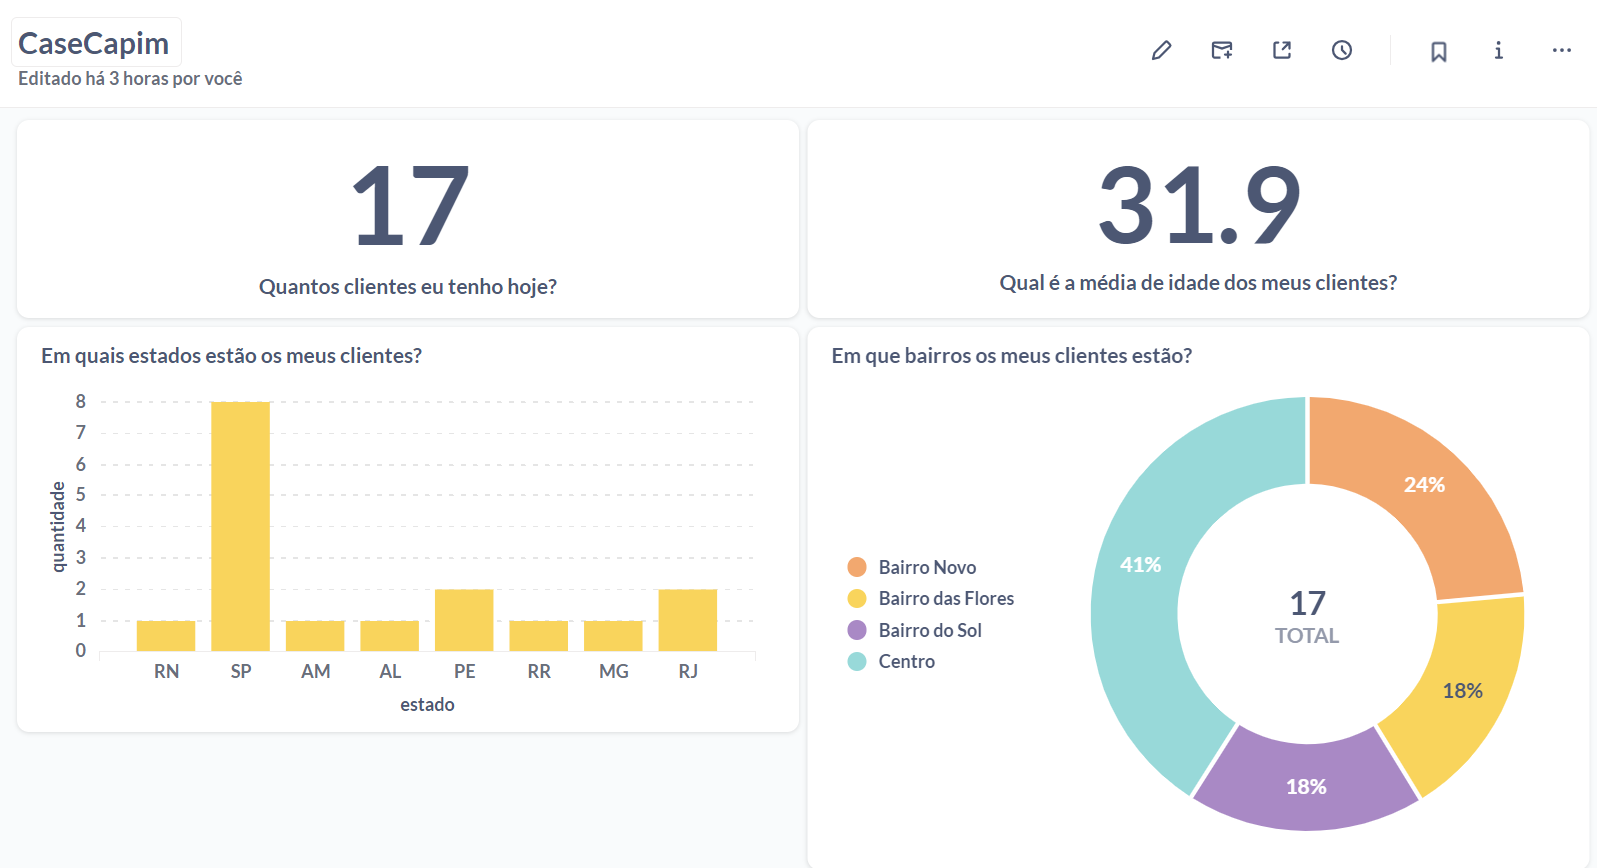 CaseCapim
Editado há 3 horas por você
17
Quantos clientes eu tenho hoje?
31.9
Qual é a média de idade dos meus clientes?
Em quais estados estão os meus clientes?
8
7
6
5
4
3
2
1
0
quantidade
RN SP AM AL PE RR MG RJ
estado
Em que bairros os meus clientes estão?
Bairro Novo
Bairro das Flores
Bairro do Sol
Centro
24%
41%
17
TOTAL
18%
18%